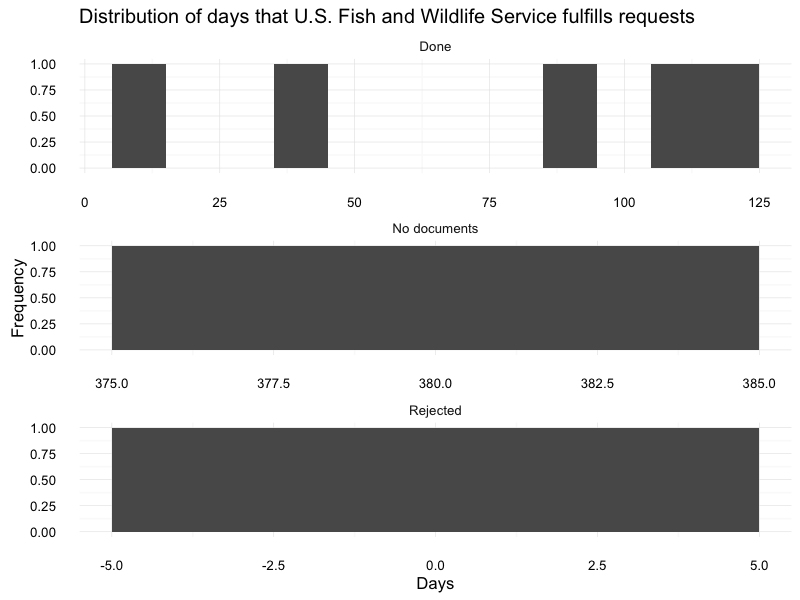 Distribution of days that U.S. Fish and Wildlife Service fulfills requests
Done
1.00
0.75
0.50
0.25
0.00
0 25 50 75 100 125
No documents
1.00
0.75
0.50
0.25
0.00
375.0 377.5 380.0 382.5 385.0
Frequency
Rejected
1.00
0.75
0.50
0.25
0.00
-5.0 -2.5 0.0 2.5 5.0
Days